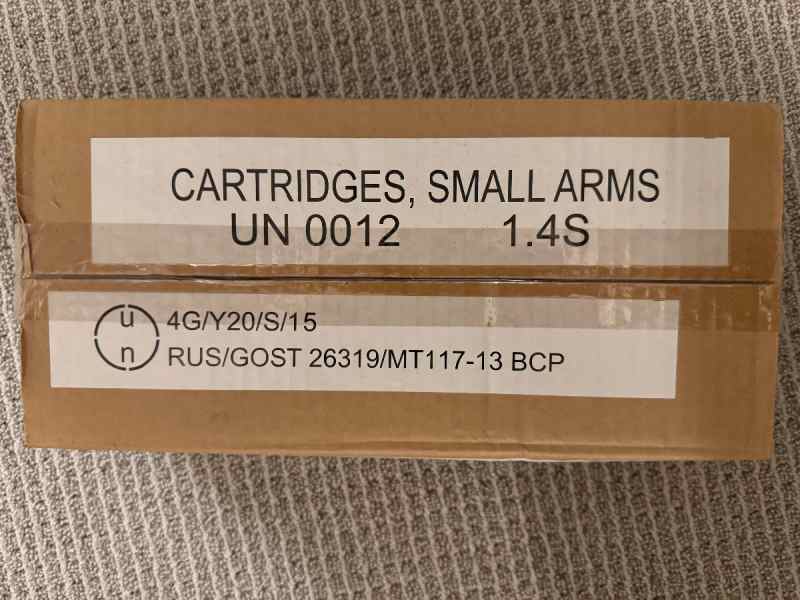 CARTRIDGES, SMALL ARMS
UN 0012 1.4S
u
n
4G/Y20/S/15
RUS/GOST 26319/MT117-13 BCP